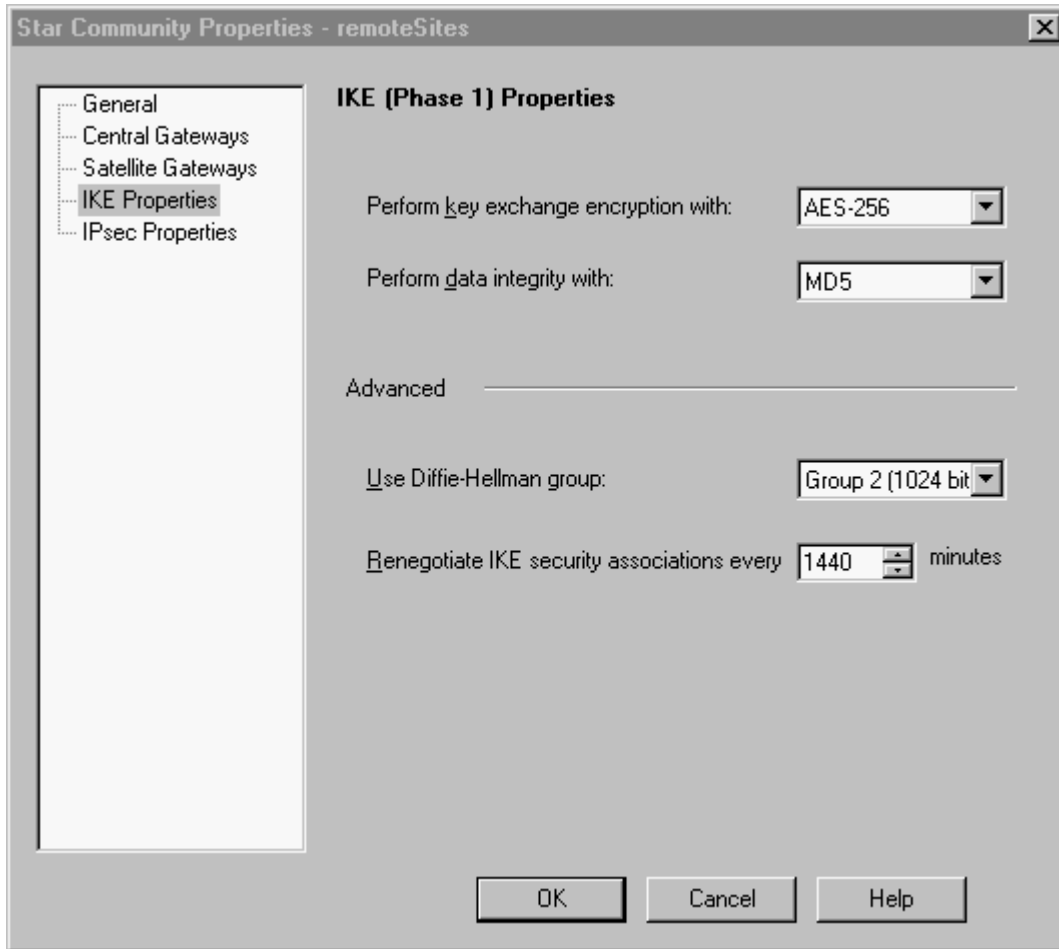 Star Community Properties - remoteSites
General
Central Gateways
Satellite Gateways
IKE Properties
IPsec Properties
IKE (Phase 1) Properties
Perform key exchange encryption with: AES-256
Perform data integrity with: MD5
Advanced
Use Diffie-Hellman group: Group 2 (1024 bit
Renegotiate IKE security associations every 1440 minutes
OK Cancel Help